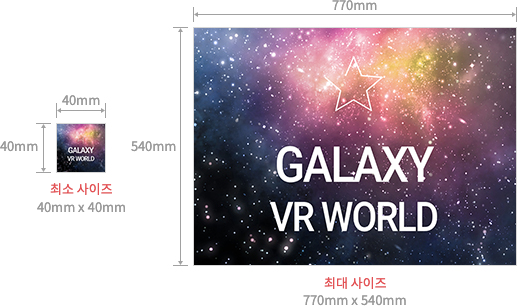 770mm
40mm
40mm
540mm
GALAXY
VR WORLD
최소 사이즈
40mm x 40mm
GALAXY
VR WORLD
최대 사이즈
770mm x 540mm